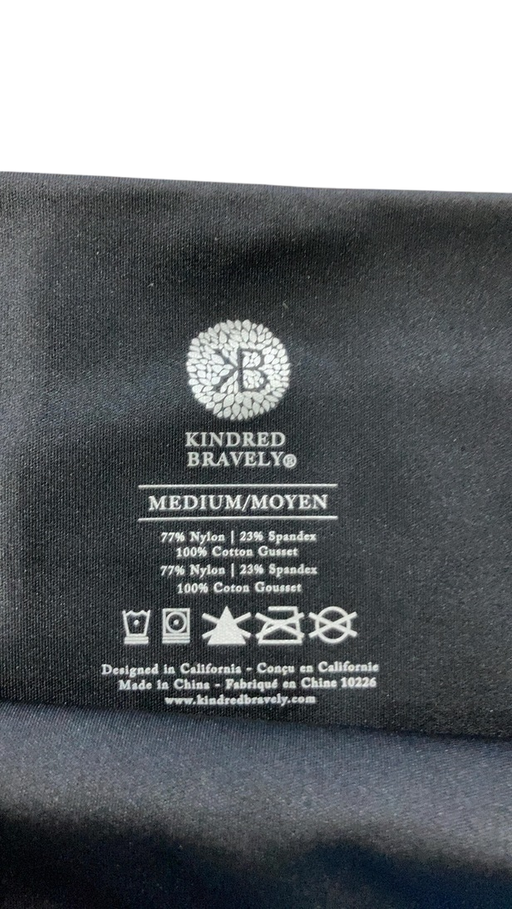 KB
KINDRED
BRAVELY®
MEDIUM/MOYEN
77% Nylon | 23% Spandex
100% Cotton Gusset
77% Nylon | 23% Spandex
100% Coton Gousset
Designed in California - Conçu en Californie
Made in China - Fabriqué en Chine 10226
www.kindredbravely.com